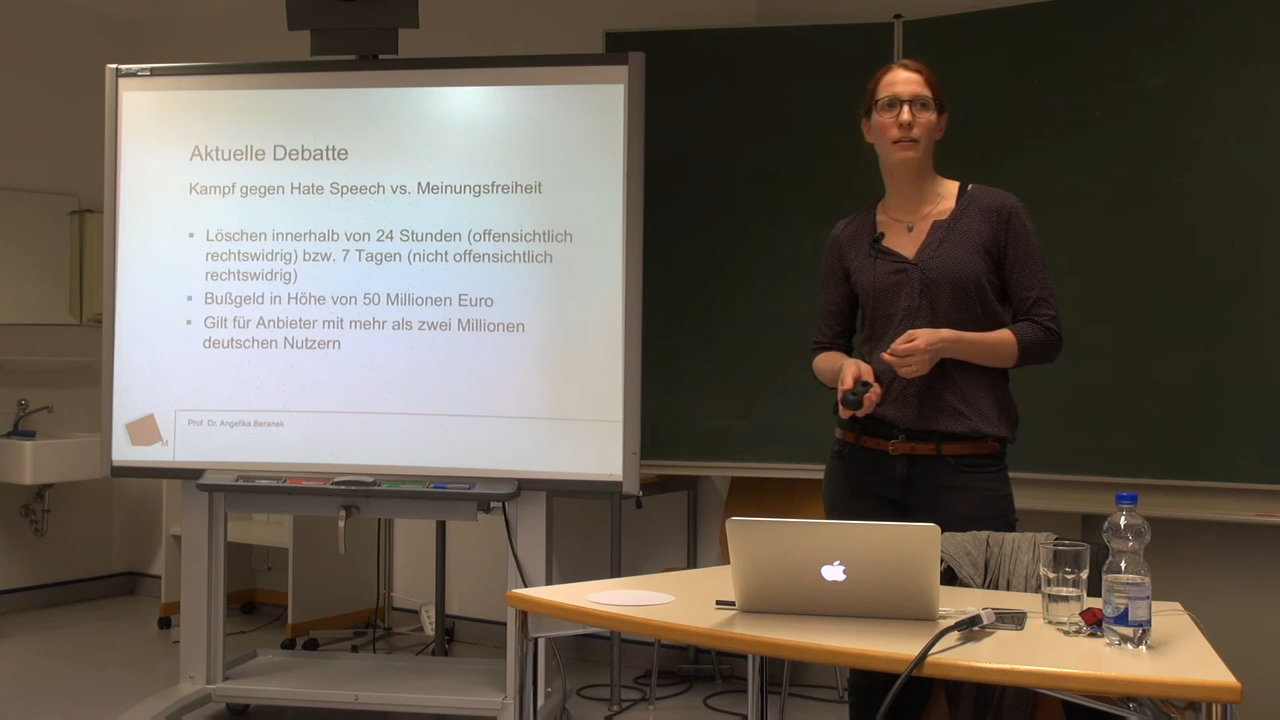 Aktuelle Debatte
Kampf gegen Hate Speech vs. Meinungsfreiheit
▪ Löschen innerhalb von 24 Stunden (offensichtlich
rechtswidrig) bzw. 7 Tagen (nicht offensichtlich
rechtswidrig)
▪ Bußgeld in Höhe von 50 Millionen Euro
▪ Gilt für Anbieter mit mehr als zwei Millionen
deutschen Nutzern
Prof. Dr. Angelika Beranek
M